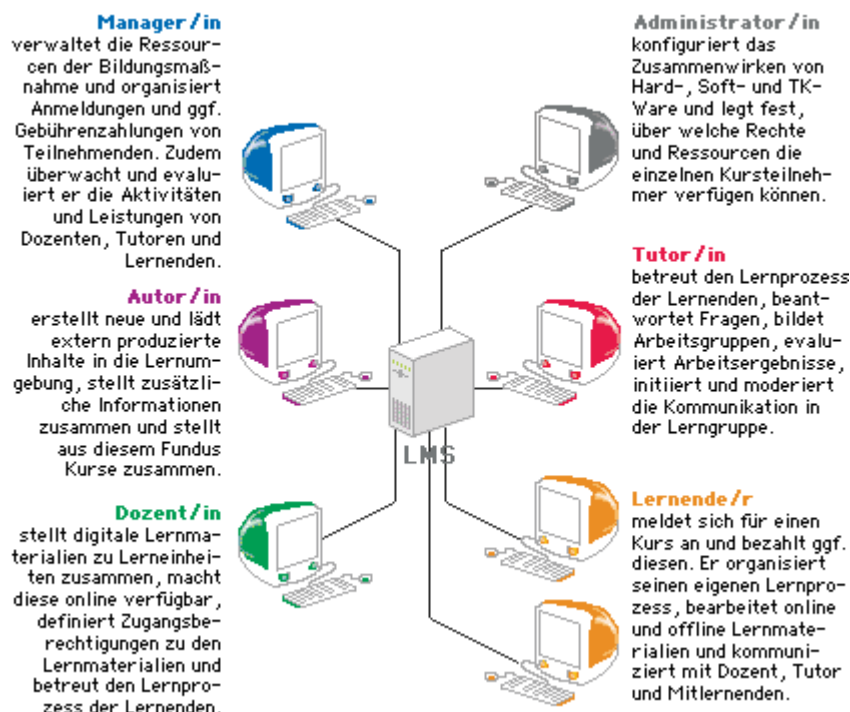 Manager/in
verwaltet die Ressour-
cen der Bildungsmaß-
nahme und organisiert
Anmeldungen und ggf.
Gebührenzahlungen von
Teilnehmenden. Zudem
überwacht und evalu-
iert er die Aktivitäten
und Leistungen von
Dozenten, Tutoren und
Lernenden.
Autor/in
erstellt neue und lädt
extern produzierte
Inhalte in die Lernum-
gebung, stellt zusätzli-
che Informationen
zusammen und stellt
aus diesem Fundus
Kurse zusammen.
Dozent/in
stellt digitale Lernma-
terialien zu Lerneinhei-
ten zusammen, macht
diese online verfügbar,
definiert Zugangsbe-
rechtigungen zu den
Lernmaterialien und
betreut den Lernpro-
zess der Lernenden.
LMS
Administrator/in
konfiguriert das
Zusammenwirken von
Hard-, Soft- und TK-
Ware und legt fest,
über welche Rechte
und Ressourcen die
einzelnen Kursteilneh-
mer verfügen können.
Tutor/in
betreut den Lernprozess
der Lernenden, beant-
wortet Fragen, bildet
Arbeitsgruppen, evalu-
iert Arbeitsergebnisse,
initiiert und moderiert
die Kommunikation in
der Lerngruppe.
Lernende/r
meldet sich für einen
Kurs an und bezahlt ggf.
diesen. Er organisiert
seinen eigenen Lernpro-
zess, bearbeitet online
und offline Lernmate-
rialien und kommuni-
ziert mit Dozent, Tutor
und Mitlernenden.